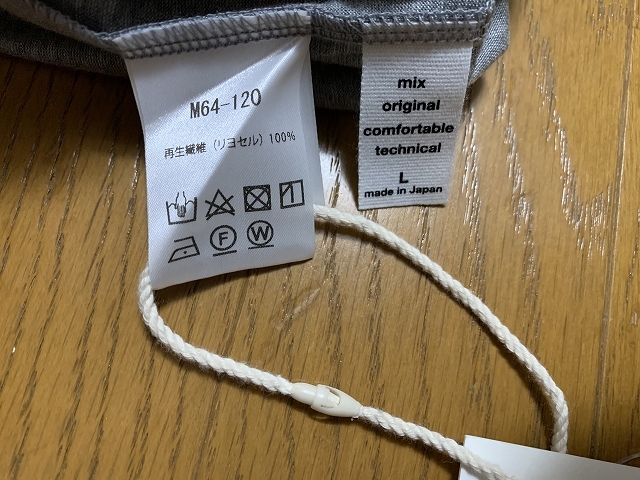 M64-120
再生繊維 (リヨセル) 100%
F
W
mix
original
comfortable
technical
L
made in Japan